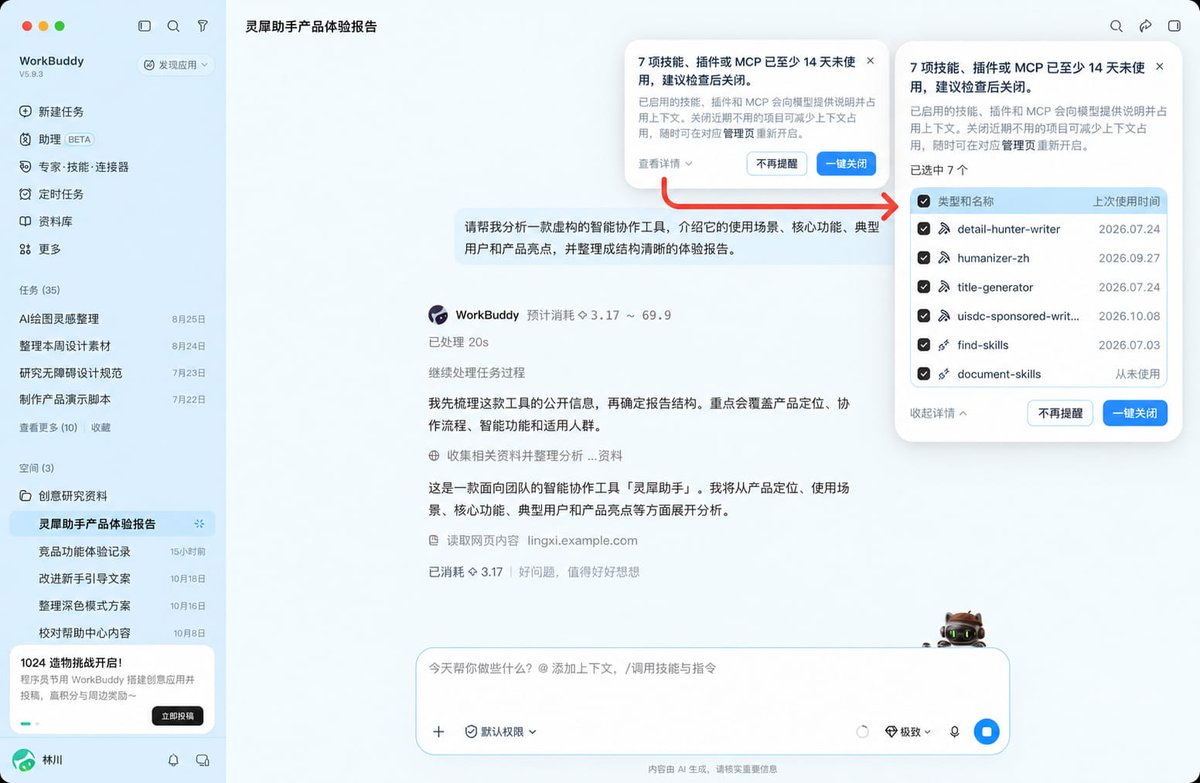 WorkBuddy
V5.9.3
发现应用
新建任务
助理 BETA
专家·技能·连接器
定时任务
资料库
更多
任务 (35)
AI绘图灵感整理 8月25日
整理本周设计素材 8月24日
研究无障碍设计规范 7月23日
制作产品演示脚本 7月22日
查看更多 (10) 收藏
空间 (3)
创意研究资料
灵犀助手产品体验报告
竞品功能体验记录 15小时前
改进新手引导文案 10月18日
整理深色模式方案 10月16日
校对帮助中心内容 10月8日
1024 造物挑战开启！
程序员节用 WorkBuddy 搭建创意应用并
投稿，赢积分与周边奖励～
立即投稿
林川
灵犀助手产品体验报告
7 项技能、插件或 MCP 已至少 14 天未使
用，建议检查后关闭。
已启用的技能、插件和 MCP 会向模型提供说明并占
用上下文。关闭近期不用的项目可减少上下文占
用，随时可在对应管理页重新开启。
查看详情 不再提醒 一键关闭
7 项技能、插件或 MCP 已至少 14 天未使
用，建议检查后关闭。
已启用的技能、插件和 MCP 会向模型提供说明并占
用上下文。关闭近期不用的项目可减少上下文占
用，随时可在对应管理页重新开启。
已选中 7 个
类型和名称 上次使用时间
detail-hunter-writer 2026.07.24
humanizer-zh 2026.09.27
title-generator 2026.07.24
uisdc-sponsored-writ... 2026.10.08
find-skills 2026.07.03
document-skills 从未使用
收起详情 不再提醒 一键关闭
请帮我分析一款虚构的智能协作工具，介绍它的使用场景、核心功能、典型
用户和产品亮点，并整理成结构清晰的体验报告。
WorkBuddy 预计消耗 3.17 ~ 69.9
已处理 20s
继续处理任务过程
我先梳理这款工具的公开信息，再确定报告结构。重点会覆盖产品定位、协
作流程、智能功能和适用人群。
收集相关资料并整理分析 ...资料
这是一款面向团队的智能协作工具「灵犀助手」。我将从产品定位、使用场
景、核心功能、典型用户和产品亮点等方面展开分析。
读取网页内容 lingxi.example.com
已消耗 3.17 好问题，值得好好想想
今天帮你做些什么？@ 添加上下文，/调用技能与指令
默认权限 极致
内容由 AI 生成，请核实重要信息